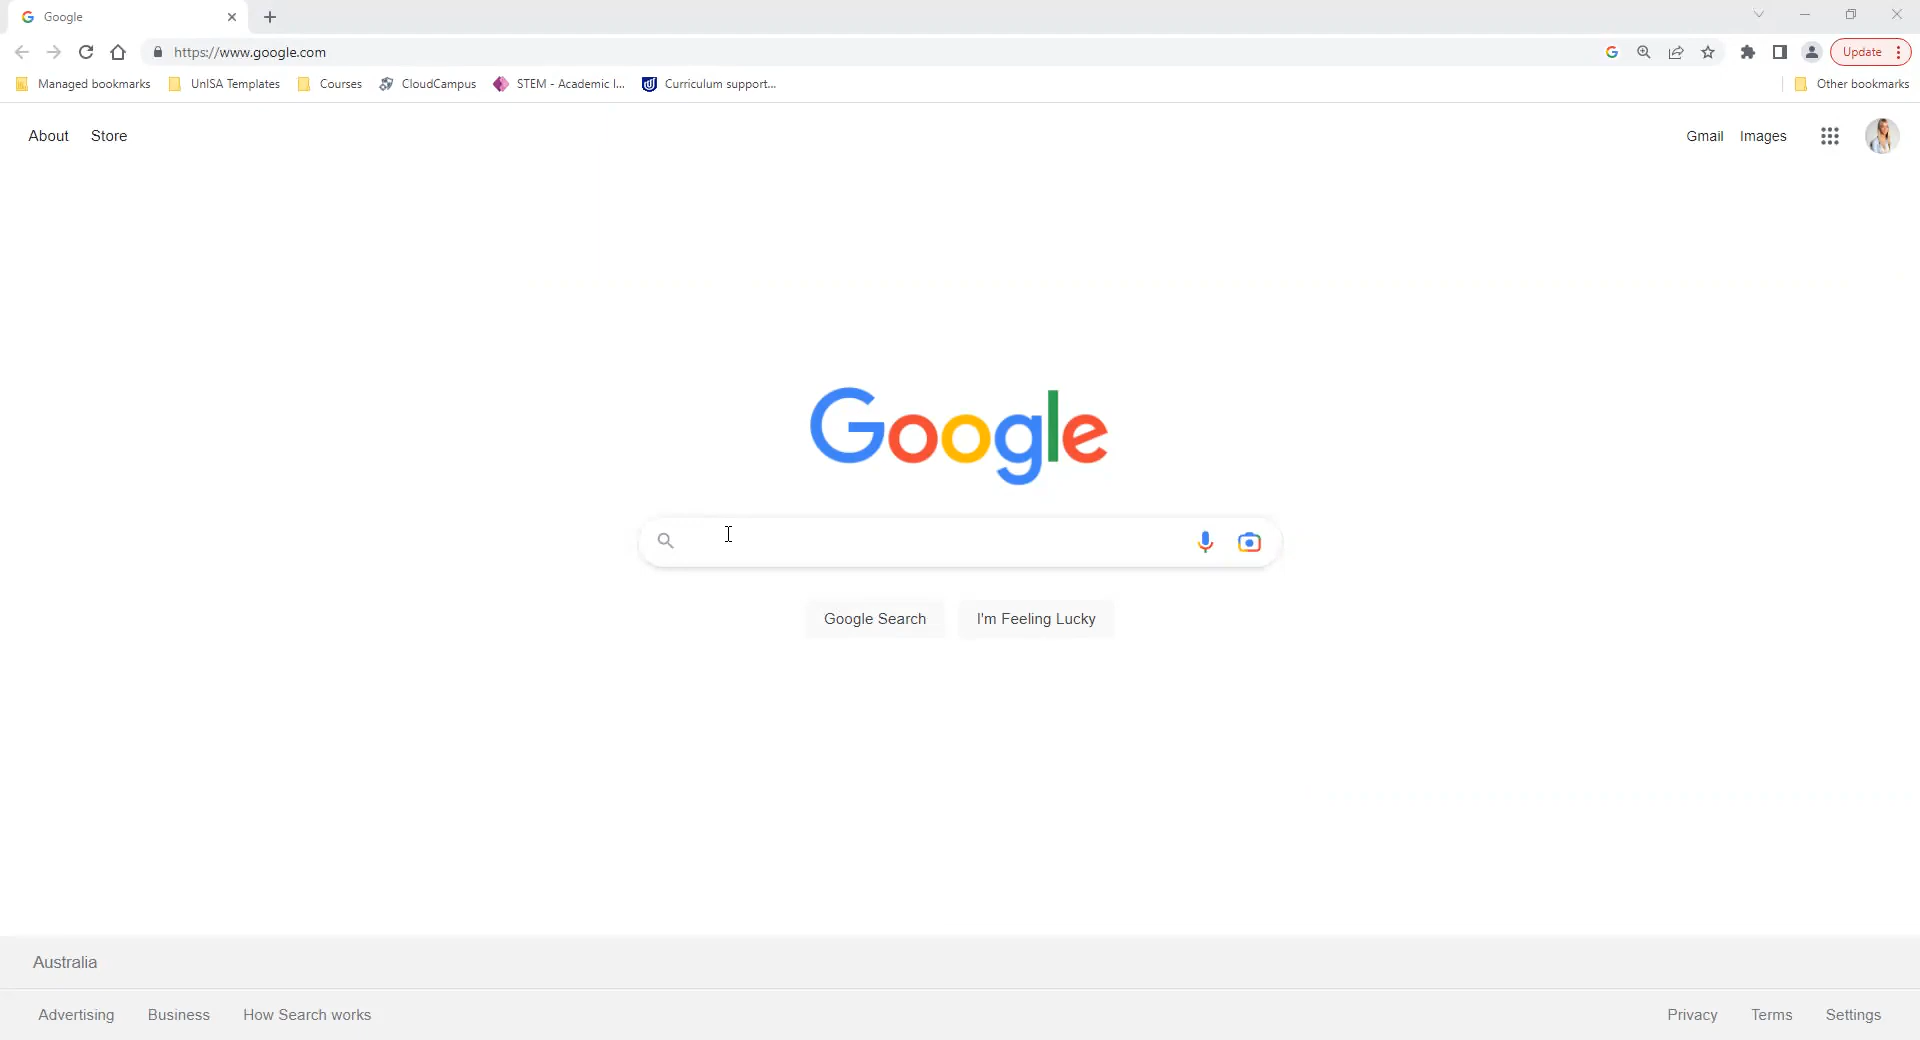 Google
https://www.google.com
Update
Managed bookmarks
UnISA Templates
Courses
CloudCampus
STEM - Academic I...
Curriculum support...
Other bookmarks
About Store
Gmail Images
Google
Google Search
I'm Feeling Lucky
Australia
Advertising Business How Search works
Privacy Terms Settings